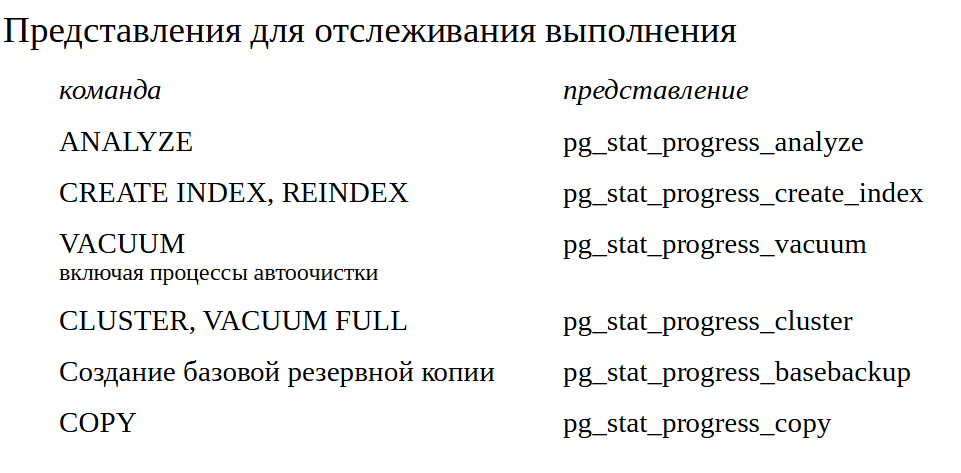 Представления для отслеживания выполнения
команда представление
ANALYZE pg_stat_progress_analyze
CREATE INDEX, REINDEX pg_stat_progress_create_index
VACUUM pg_stat_progress_vacuum
включая процессы автоочистки
CLUSTER, VACUUM FULL pg_stat_progress_cluster
Создание базовой резервной копии pg_stat_progress_basebackup
COPY pg_stat_progress_copy